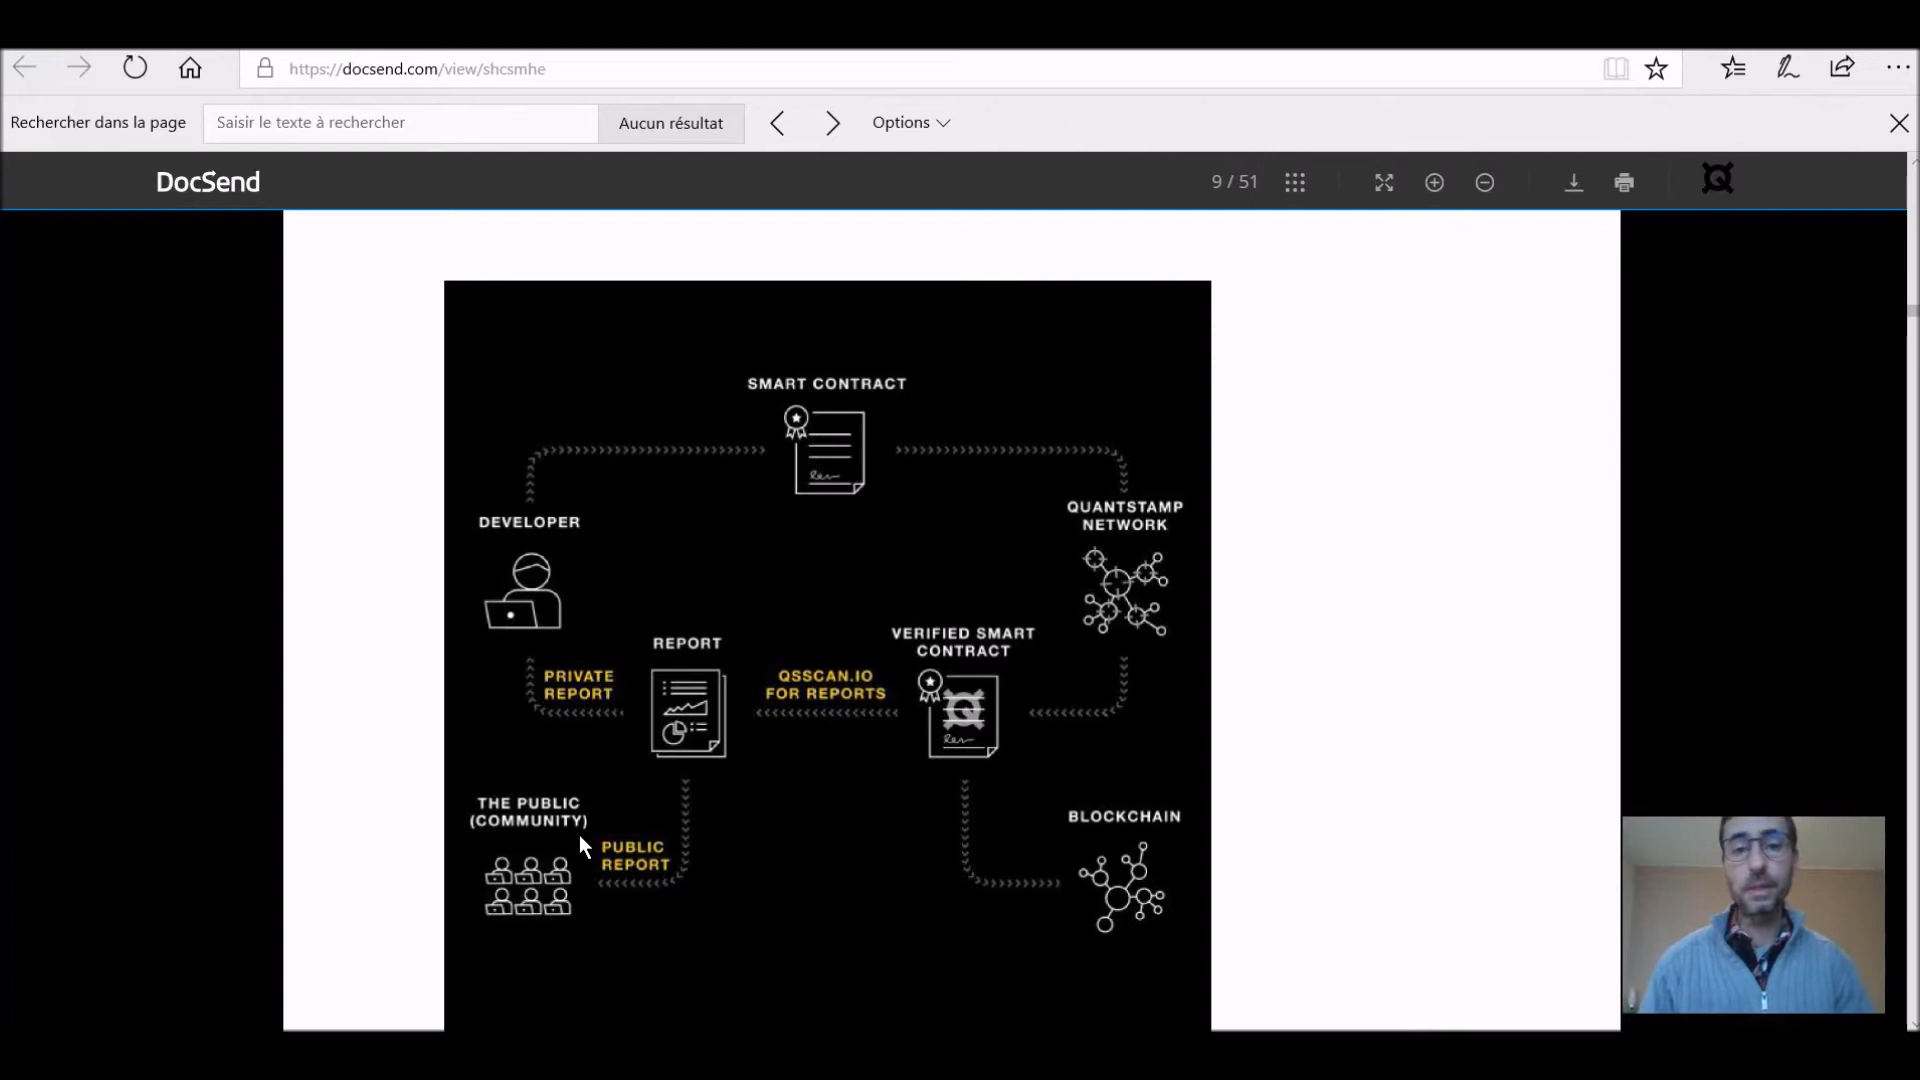 https://docsend.com/view/shcsmhe
Rechercher dans la page
Saisir le texte à rechercher
Aucun résultat
Options
DocSend
9 / 51
SMART CONTRACT
QUANTSTAMP
NETWORK
DEVELOPER
VERIFIED SMART
CONTRACT
REPORT
PRIVATE
REPORT
QSSCAN.IO
FOR REPORTS
THE PUBLIC
(COMMUNITY)
BLOCKCHAIN
PUBLIC
REPORT